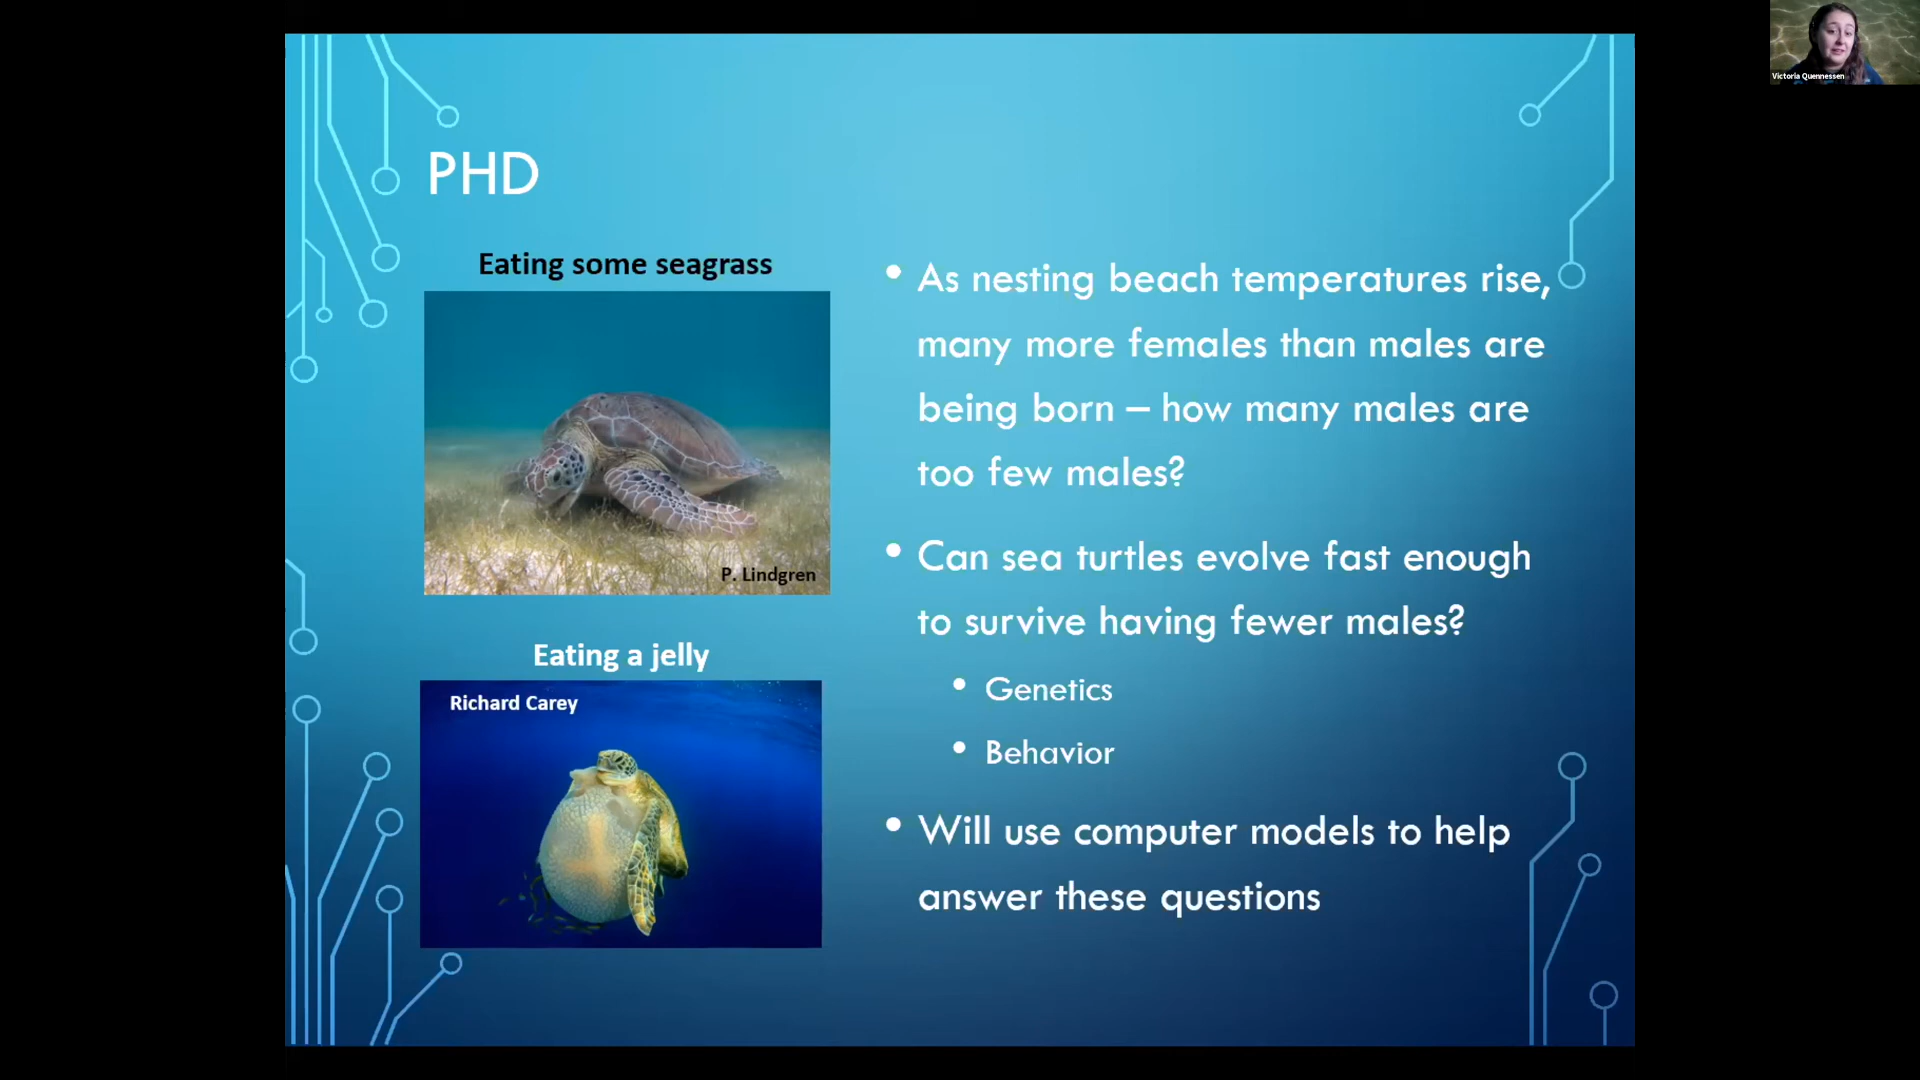 Victoria Quennessen
PHD
Eating some seagrass
P. Lindgren
Eating a jelly
Richard Carey
• As nesting beach temperatures rise,
many more females than males are
being born – how many males are
too few males?
• Can sea turtles evolve fast enough
to survive having fewer males?
• Genetics
• Behavior
• Will use computer models to help
answer these questions